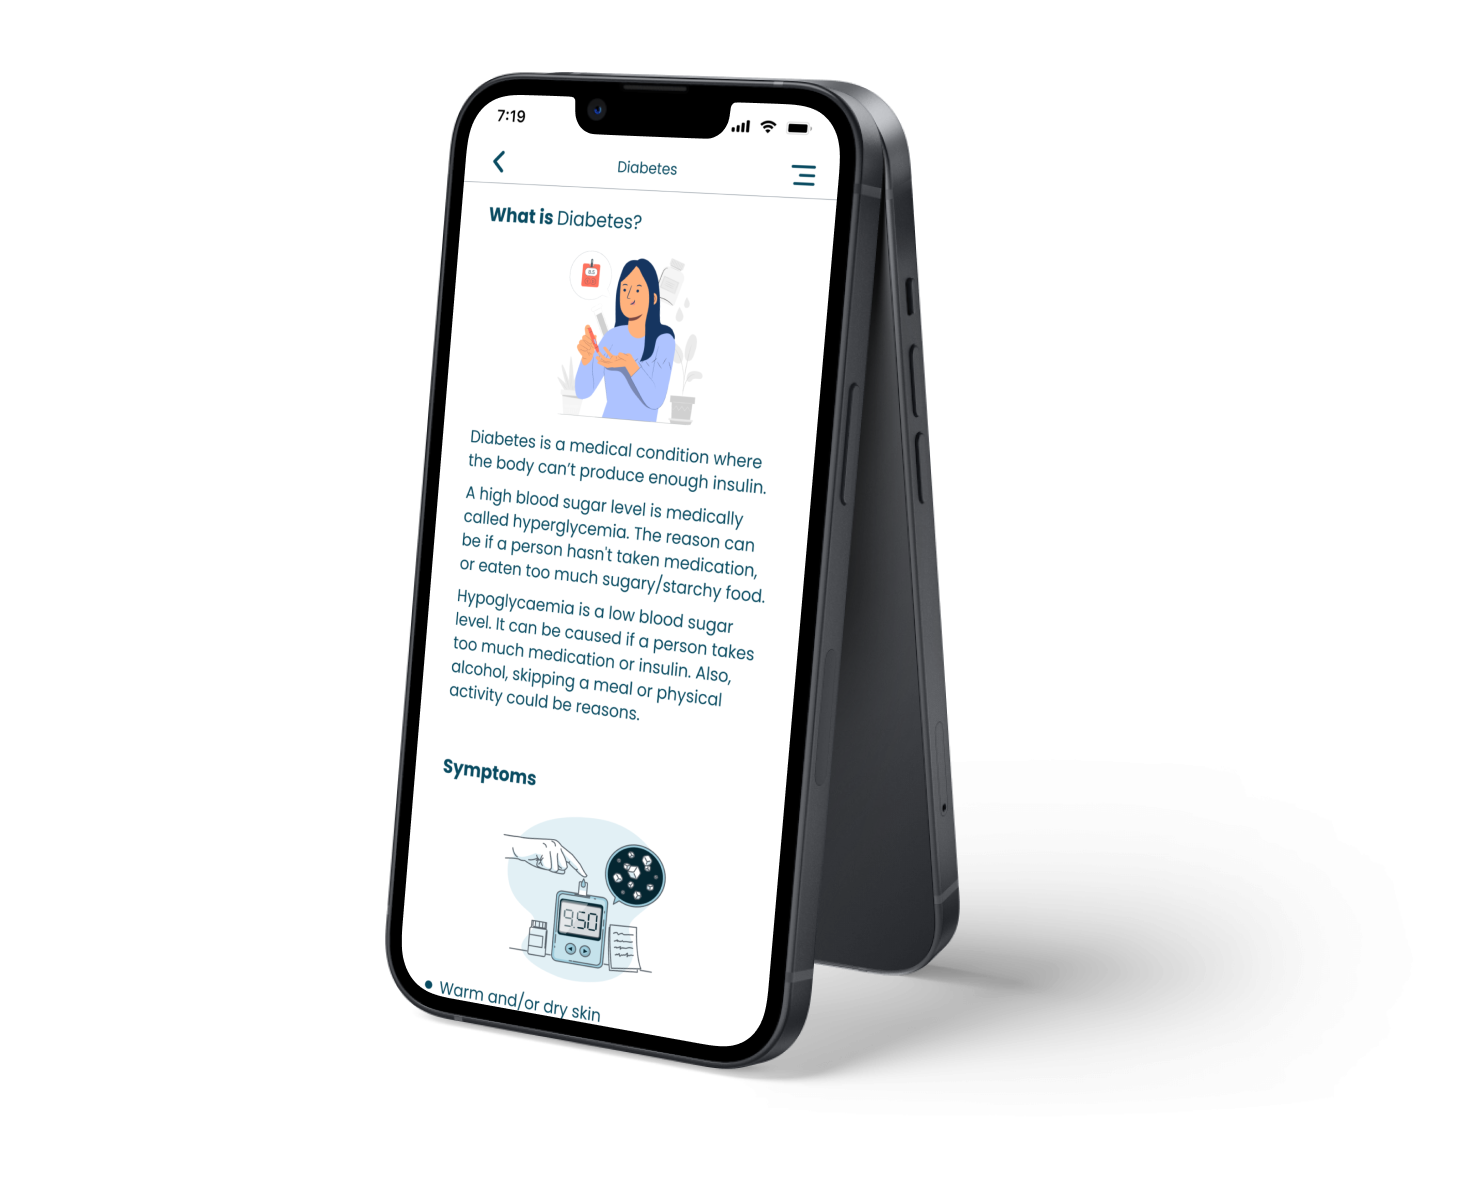 7:19
Diabetes
What is Diabetes?
Diabetes is a medical condition where
the body can't produce enough insulin.
A high blood sugar level is medically
called hyperglycemia. The reason can
be if a person hasn't taken medication,
or eaten too much sugary/starchy food.
Hypoglycaemia is a low blood sugar
level. It can be caused if a person takes
too much medication or insulin. Also,
alcohol, skipping a meal or physical
activity could be reasons.
Symptoms
9.50
• Warm and/or dry skin